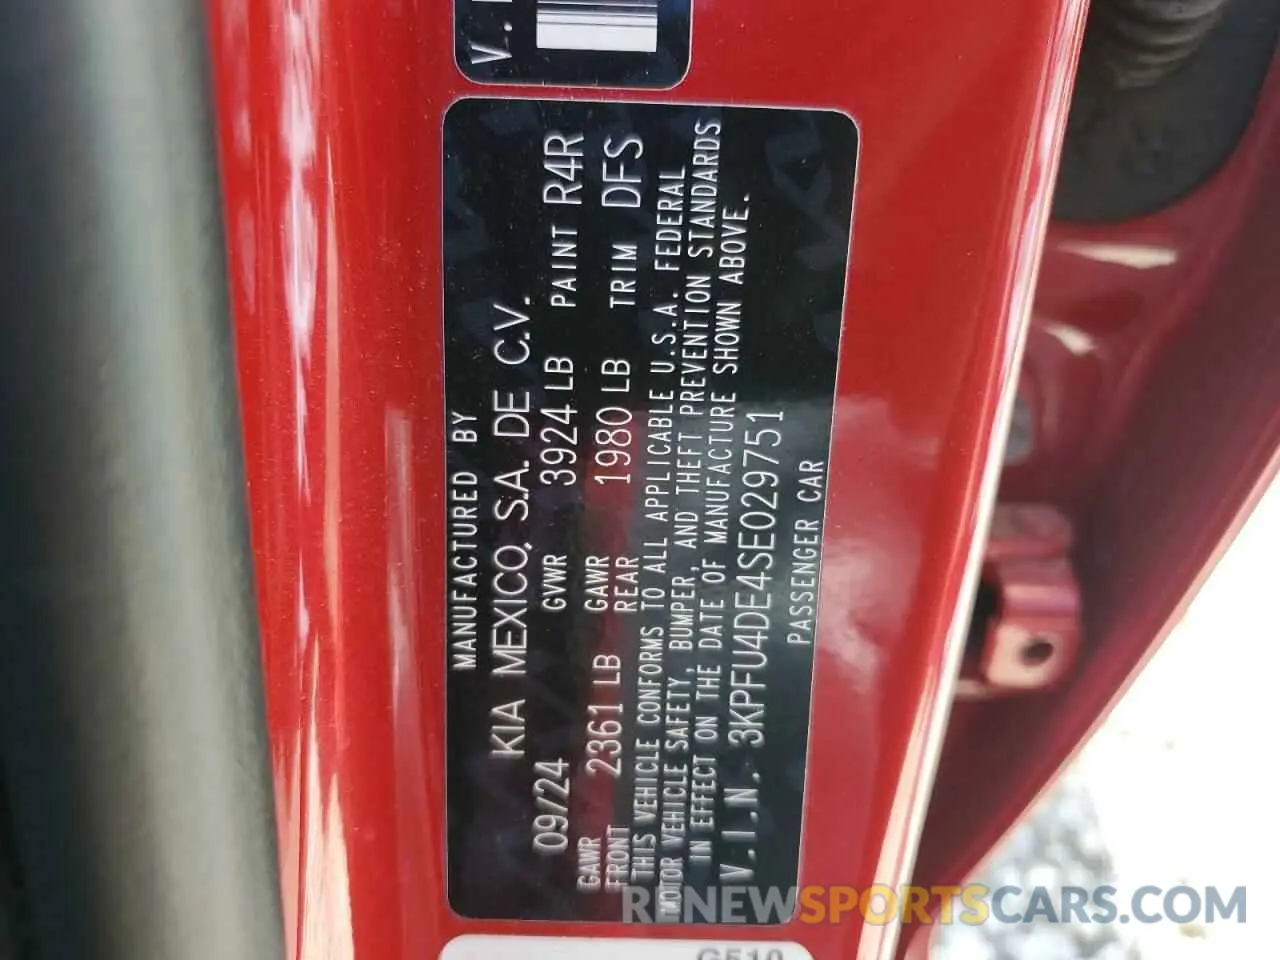 V.I
MANUFACTURED BY
KIA MEXICO, S.A. DE C.V.
09/24 GVWR 3924 LB PAINT R4R
GAWR FRONT 2361 LB GAWR REAR 1980 LB TRIM DFS
THIS VEHICLE CONFORMS TO ALL APPLICABLE U.S.A. FEDERAL
MOTOR VEHICLE SAFETY, BUMPER, AND THEFT PREVENTION STANDARDS
IN EFFECT ON THE DATE OF MANUFACTURE SHOWN ABOVE.
V.I.N. 3KPFU4DE4SE029751
PASSENGER CAR
G510
RENEWSPORTSCARS.COM